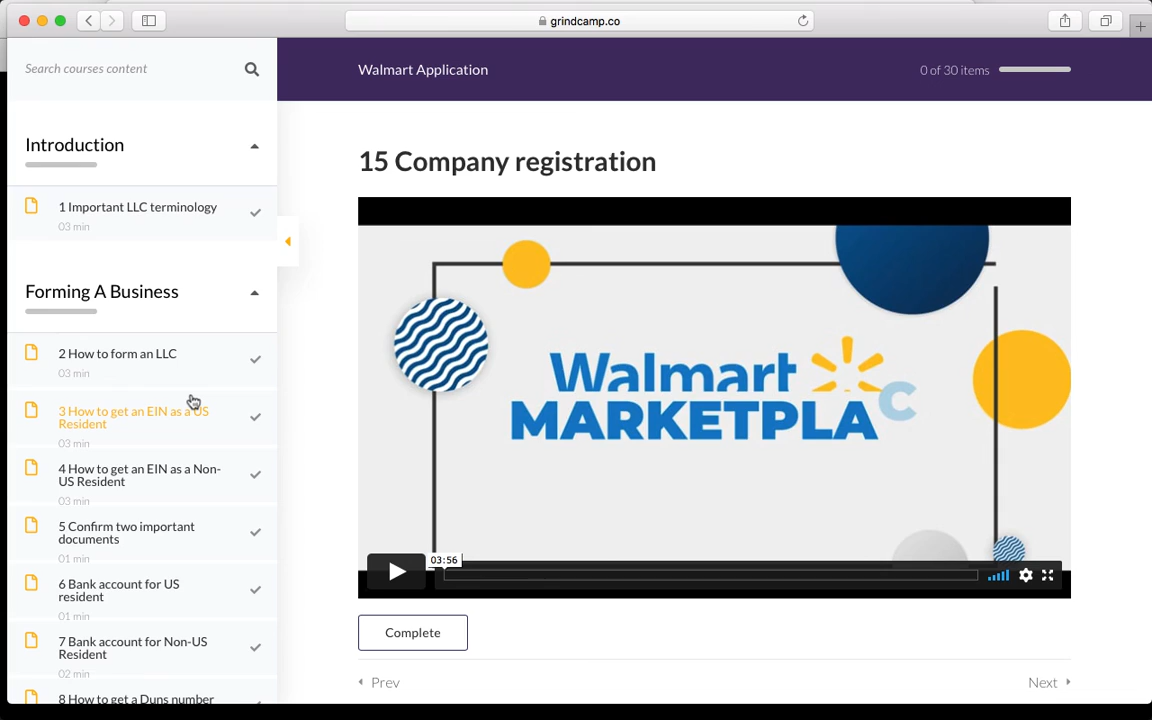 grindcamp.co
Search courses content
Walmart Application
0 of 30 items
Introduction
1 Important LLC terminology
03 min
Forming A Business
2 How to form an LLC
03 min
3 How to get an EIN as a US
Resident
03 min
4 How to get an EIN as a Non-
US Resident
03 min
5 Confirm two important
documents
01 min
6 Bank account for US
resident
01 min
7 Bank account for Non-US
Resident
02 min
8 How to get a Duns number
15 Company registration
Walmart
MARKETPLAC
03:56
Complete
Prev
Next